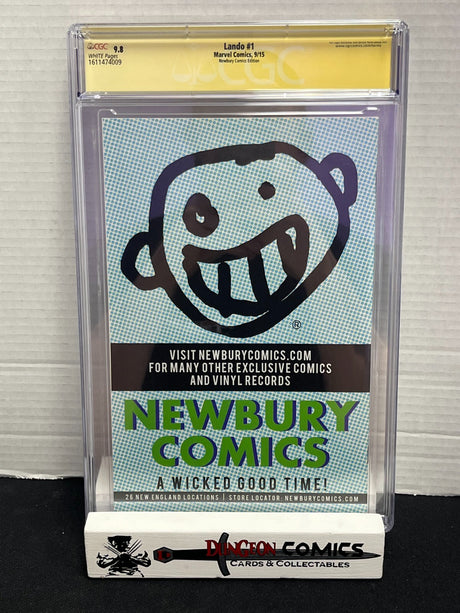 CGC 9.8
WHITE Pages
1611474009
Lando #1
Marvel Comics, 9/15
Newbury Comics Edition
CGC
®
VISIT NEWBURYCOMICS.COM
FOR MANY OTHER EXCLUSIVE COMICS
AND VINYL RECORDS
NEWBURY
COMICS
A WICKED GOOD TIME!
26 NEW ENGLAND LOCATIONS | STORE LOCATOR: NEWBURYCOMICS.COM
DUNGEON COMICS
CARDS & COLLECTABLES